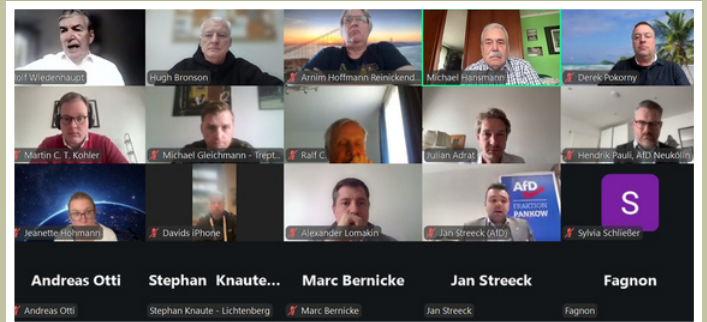 olf Wiedenhaupt
Hugh Bronson
Arnim Hoffmann Reinickend...
Michael Hansmann
Derek Pokorny
Martin C. T. Kohler
Michael Gleichmann - Trept...
Ralf C.
Julian Adrat
Hendrik Pauli, AfD Neukölln
Jeanette Höhmann
Davids iPhone
Alexander Lomakin
AfD
FRAKTION
PANKOW
Jan Streeck (AfD)
S
Sylvia Schließer
Andreas Otti
Stephan Knaute...
Marc Bernicke
Jan Streeck
Fagnon
Andreas Otti
Stephan Knaute - Lichtenberg
Marc Bernicke
Jan Streeck
Fagnon